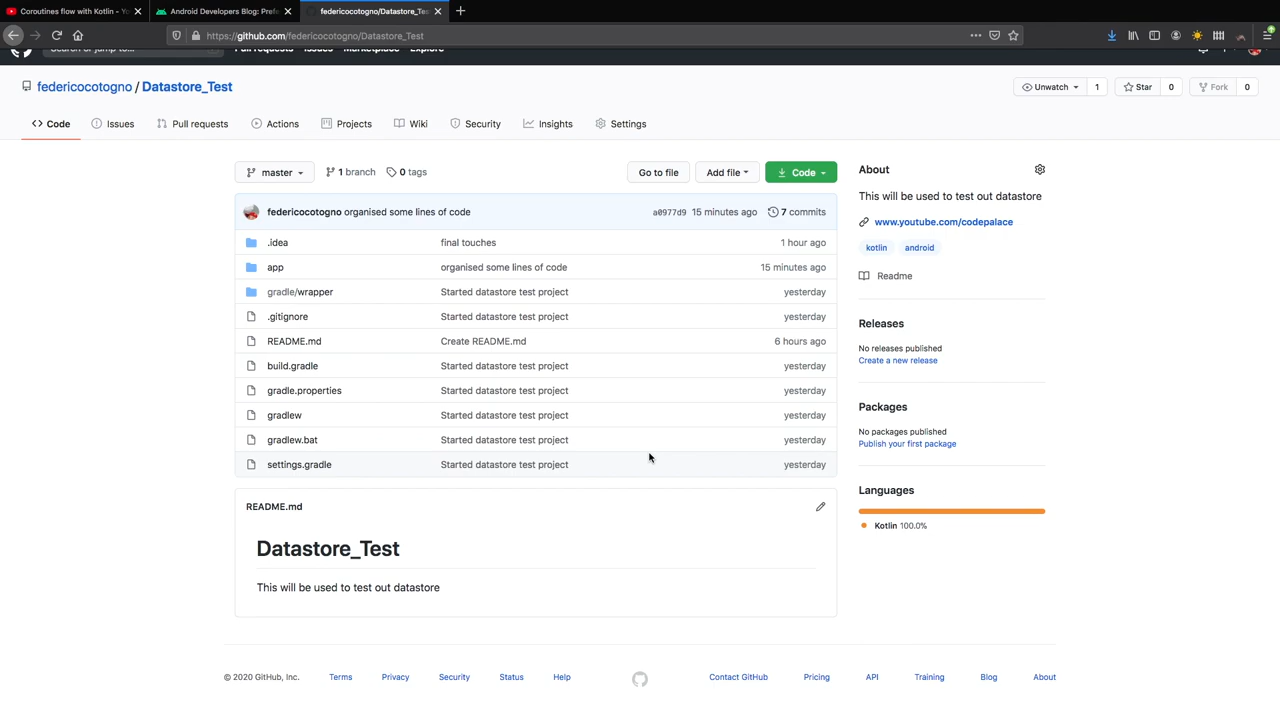 Coroutines flow with Kotlin - Yo
Android Developers Blog: Prefe
federicocotogno/Datastore_Tes
https://github.com/federicocotogno/Datastore_Test
Search or jump to...
Pull requests Issues Marketplace Explore
federicocotogno / Datastore_Test
Unwatch 1
Star 0
Fork 0
Code
Issues
Pull requests
Actions
Projects
Wiki
Security
Insights
Settings
master
1 branch
0 tags
Go to file
Add file
Code
federicocotogno organised some lines of code a0977d9 15 minutes ago 7 commits
.idea final touches 1 hour ago
app organised some lines of code 15 minutes ago
gradle/wrapper Started datastore test project yesterday
.gitignore Started datastore test project yesterday
README.md Create README.md 6 hours ago
build.gradle Started datastore test project yesterday
gradle.properties Started datastore test project yesterday
gradlew Started datastore test project yesterday
gradlew.bat Started datastore test project yesterday
settings.gradle Started datastore test project yesterday
README.md
Datastore_Test
This will be used to test out datastore
About
This will be used to test out datastore
www.youtube.com/codepalace
kotlin android
Readme
Releases
No releases published
Create a new release
Packages
No packages published
Publish your first package
Languages
Kotlin 100.0%
© 2020 GitHub, Inc. Terms Privacy Security Status Help Contact GitHub Pricing API Training Blog About